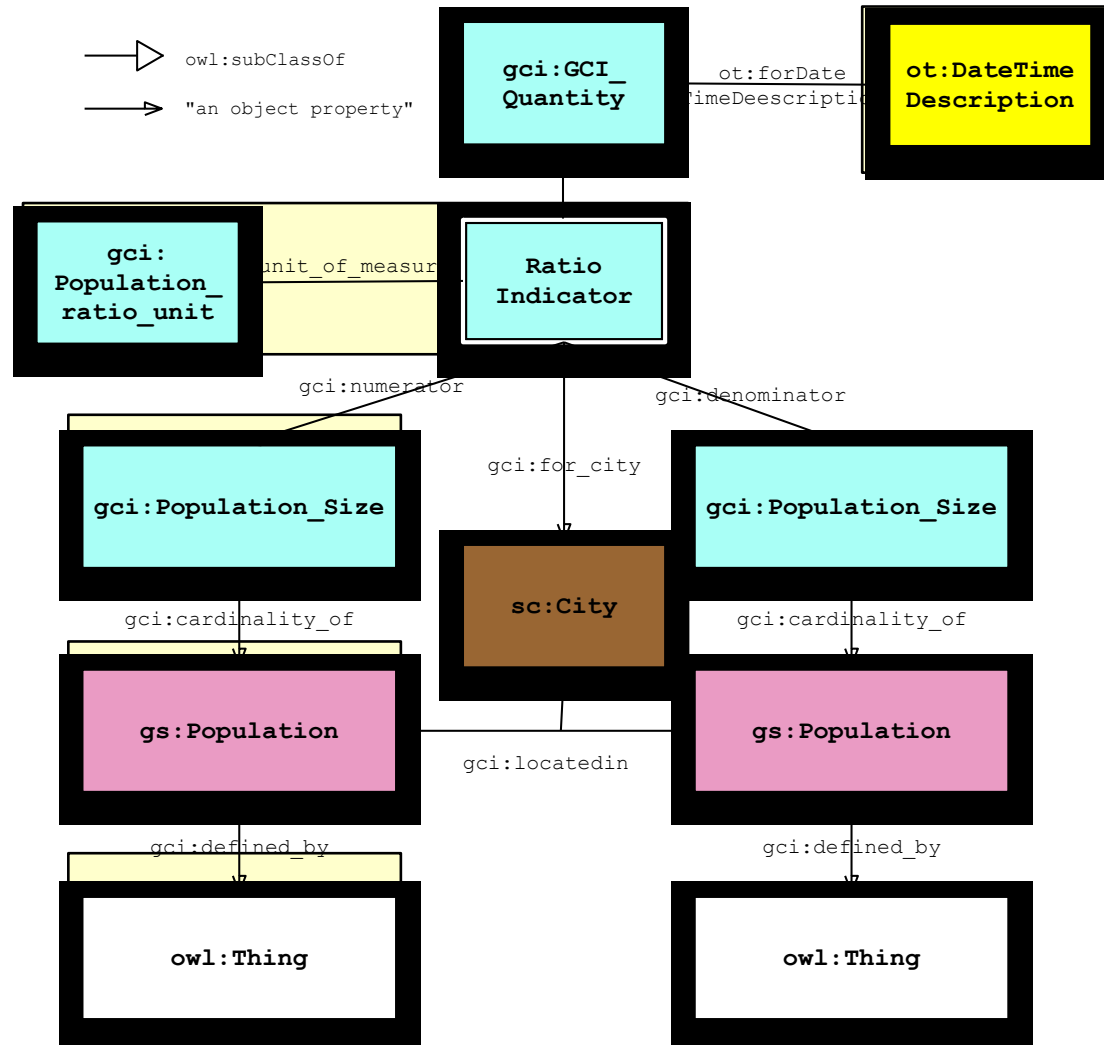 owl:subClassOf
"an object property"
gci:GCI_
Quantity
ot:forDate
TimeDeescriptio
ot:DateTime
Description
gci:
Population_
ratio_unit
unit_of_measur
Ratio
Indicator
gci:numerator
gci:denominator
gci:for_city
gci:Population_Size
gci:Population_Size
sc:City
gci:cardinality_of
gci:cardinality_of
gs:Population
gs:Population
gci:locatedin
gci:defined_by
gci:defined_by
owl:Thing
owl:Thing